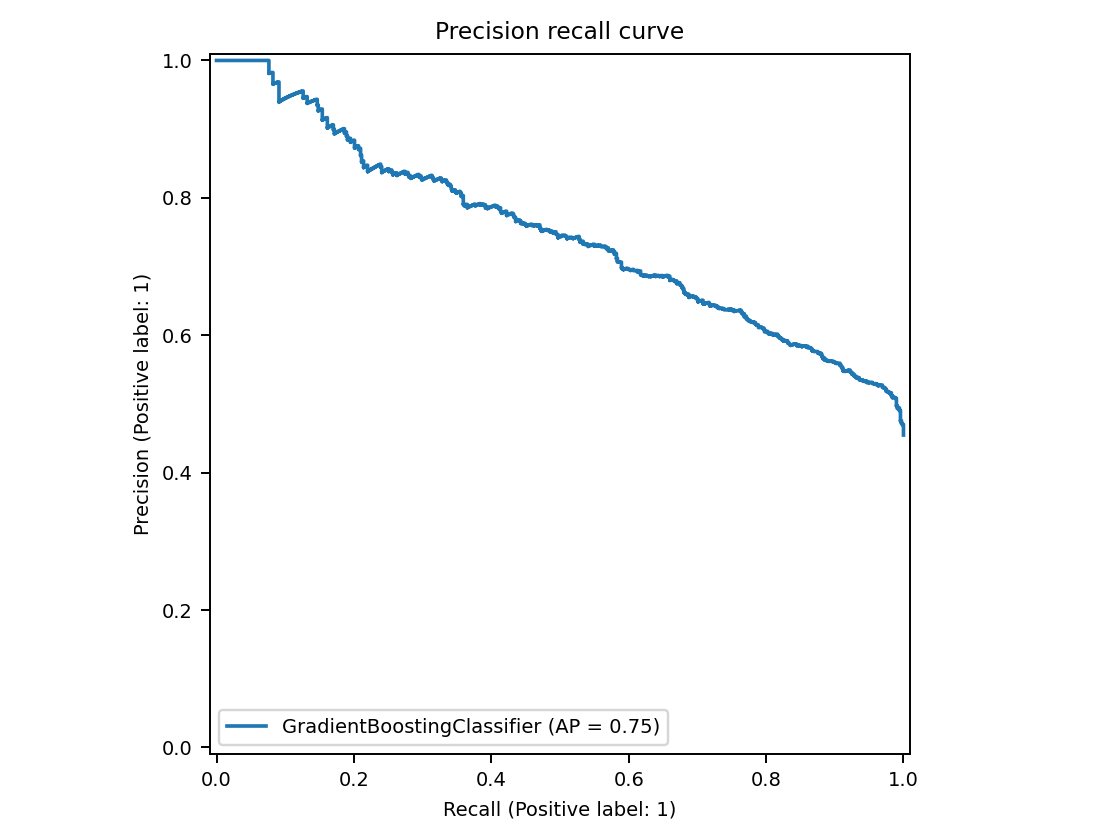 Precision recall curve
1.0
0.8
0.6
0.4
0.2
0.0
Precision (Positive label: 1)
GradientBoostingClassifier (AP = 0.75)
0.0 0.2 0.4 0.6 0.8 1.0
Recall (Positive label: 1)